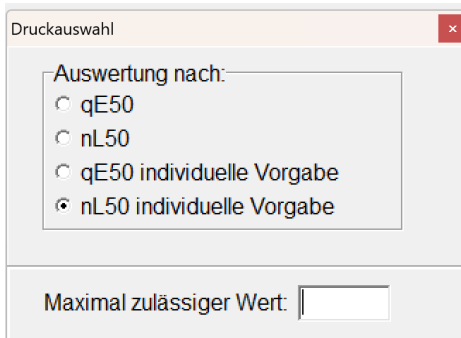 Druckauswahl
Auswertung nach:
qE50
nL50
qE50 individuelle Vorgabe
nL50 individuelle Vorgabe
Maximal zulässiger Wert: